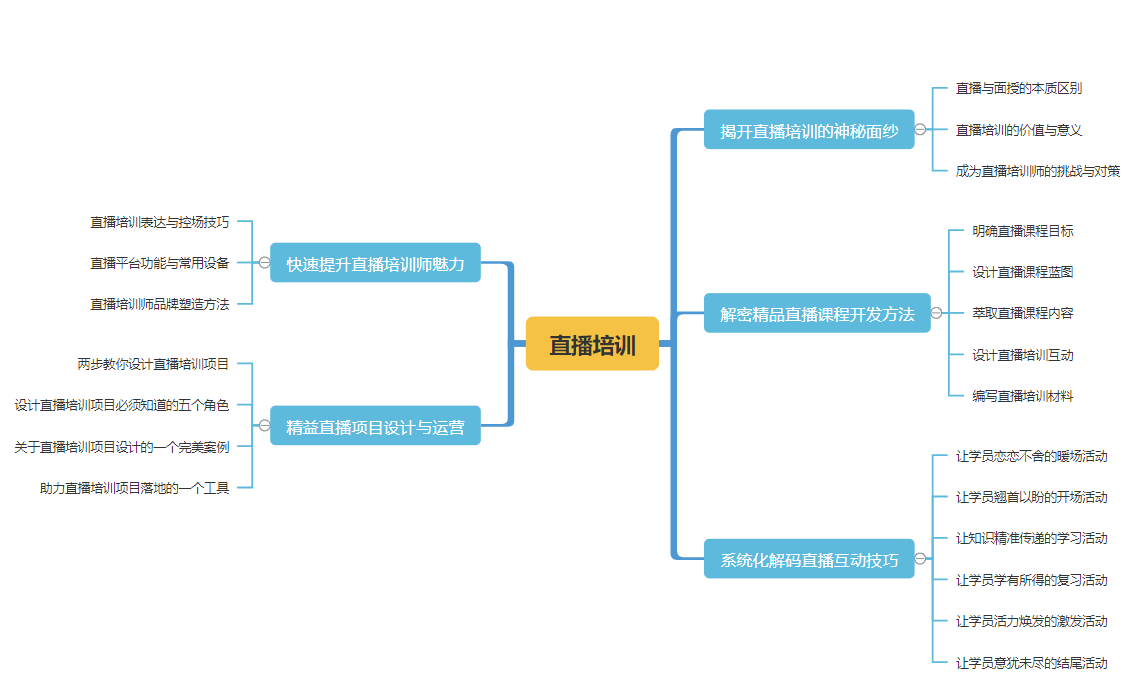 直播培训
揭开直播培训的神秘面纱
直播与面授的本质区别
直播培训的价值与意义
成为直播培训师的挑战与对策
解密精品直播课程开发方法
明确直播课程目标
设计直播课程蓝图
萃取直播课程内容
设计直播培训互动
编写直播培训材料
系统化解码直播互动技巧
让学员恋恋不舍的暖场活动
让学员翘首以盼的开场活动
让知识精准传递的学习活动
让学员学有所得的复习活动
让学员活力焕发的激发活动
让学员意犹未尽的结尾活动
快速提升直播培训师魅力
直播培训表达与控场技巧
直播平台功能与常用设备
直播培训师品牌塑造方法
精益直播项目设计与运营
两步教你设计直播培训项目
设计直播培训项目必须知道的五个角色
关于直播培训项目设计的一个完美案例
助力直播培训项目落地的一个工具